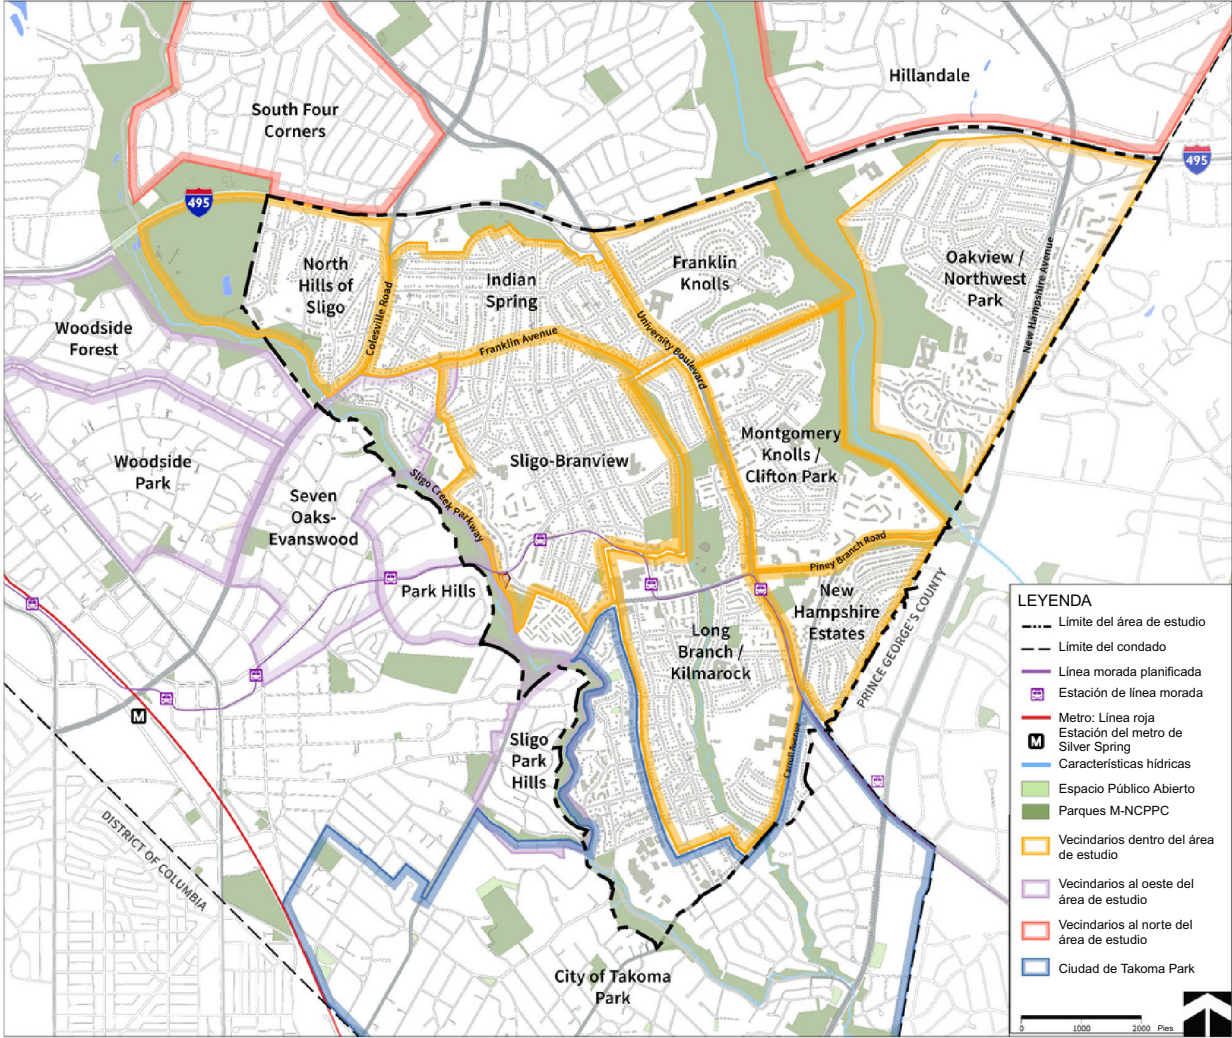 Hillandale
South Four
Corners
495
495
North
Hills of
Sligo
Colesville Road
Indian
Spring
Franklin
Knolls
Oakview /
Northwest
Park
New Hampshire Avenue
Woodside
Forest
Franklin Avenue
University Boulevard
Woodside
Park
Seven
Oaks-
Evanswood
Sligo-Branview
Montgomery
Knolls /
Clifton Park
Sligo Creek Parkway
Piney Branch Road
Park Hills
New
Hampshire
Estates
Long
Branch /
Kilmarock
PRINCE GEORGE'S COUNTY
Sligo
Park
Hills
Carroll Avenue
M
DISTRICT OF COLUMBIA
City of Takoma
Park
LEYENDA
Límite del área de estudio
Límite del condado
Línea morada planificada
Estación de línea morada
Metro: Línea roja
M
Estación del metro de
Silver Spring
Características hídricas
Espacio Público Abierto
Parques M-NCPPC
Vecindarios dentro del área
de estudio
Vecindarios al oeste del
área de estudio
Vecindarios al norte del
área de estudio
Ciudad de Takoma Park
0 1000 2000 Pies